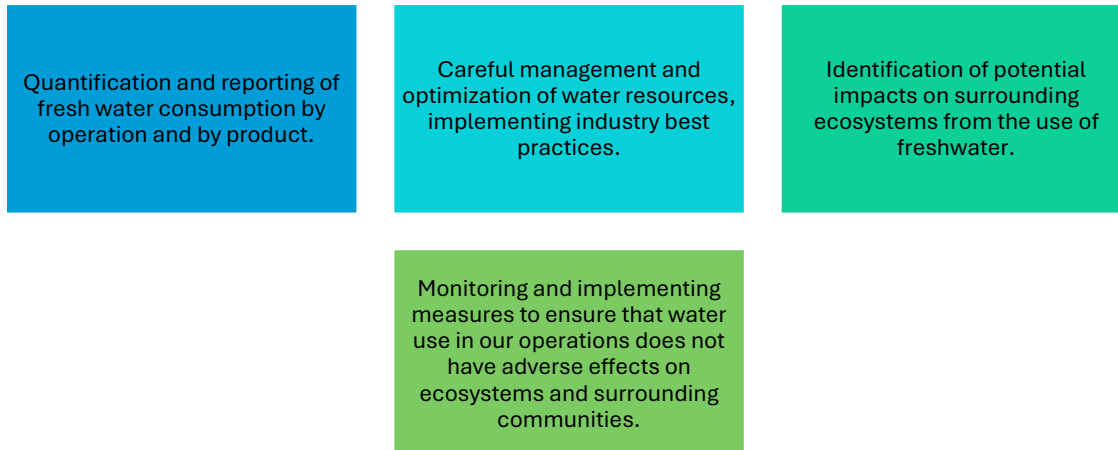 Quantification and reporting of
fresh water consumption by
operation and by product.
Careful management and
optimization of water resources,
implementing industry best
practices.
Identification of potential
impacts on surrounding
ecosystems from the use of
freshwater.
Monitoring and implementing
measures to ensure that water
use in our operations does not
have adverse effects on
ecosystems and surrounding
communities.